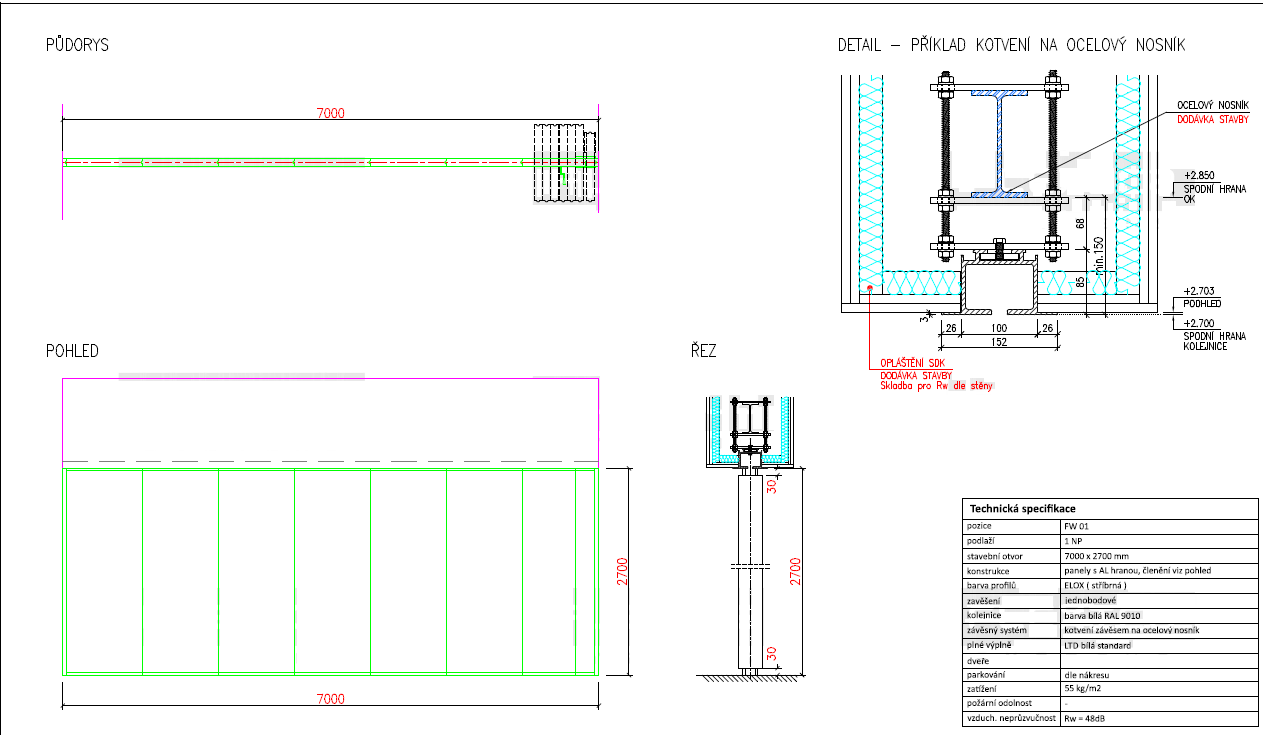 PŮDORYS
7000
DETAIL – PŘÍKLAD KOTVENÍ NA OCELOVÝ NOSNÍK
OCELOVÝ NOSNÍK
DODÁVKA STAVBY
+2.850
SPODNÍ HRANA
OK
68
min.150
85
+2.703
PODHLED
+2.700
SPODNÍ HRANA
KOLEJNICE
3
26
100
26
152
OPLÁŠTĚNÍ SDK
DODÁVKA STAVBY
Skladba pro Rw dle stěny
POHLED
2700
7000
ŘEZ
30
2700
30
Technická specifikace
pozice FW 01
podlaží 1 NP
stavební otvor 7000 x 2700 mm
konstrukce panely s AL hranou, členění viz pohled
barva profilů ELOX ( stříbrná )
zavěšení jednobodové
kolejnice barva bílá RAL 9010
závěsný systém kotvení závěsem na ocelový nosník
plné výplně LTD bílá standard
dveře
parkování dle nákresu
zatížení 55 kg/m2
požární odolnost -
vzduch. neprůzvučnost Rw = 48dB